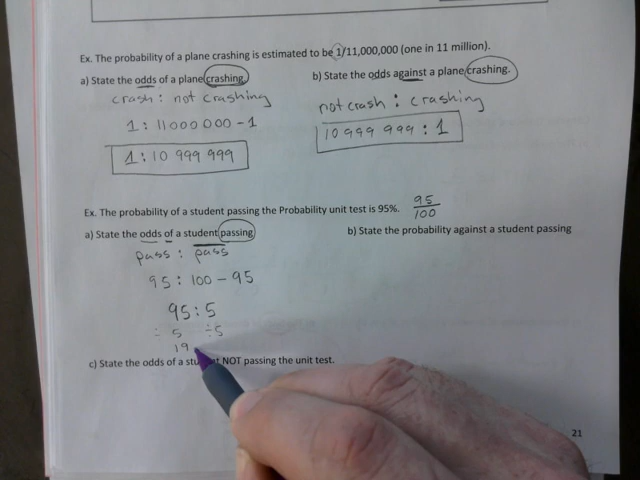 Ex. The probability of a plane crashing is estimated to be 1/11,000,000 (one in 11 million).
a) State the odds of a plane crashing.
b) State the odds against a plane crashing.
crash : not crashing
not crash : crashing
1 : 11000000 - 1
10 999 999 : 1
1 : 10 999 999
Ex. The probability of a student passing the Probability unit test is 95%. 95/100
a) State the odds of a student passing
b) State the probability against a student passing
pass : pass
95 : 100 - 95
95 : 5
÷ 5 ÷5
19
c) State the odds of a NOT passing the unit test.
21